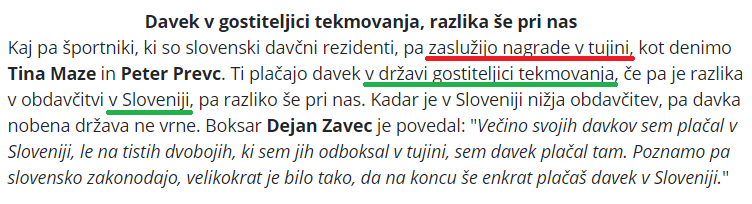 Davek v gostiteljici tekmovanja, razlika še pri nas
Kaj pa športniki, ki so slovenski davčni rezidenti, pa zaslužijo nagrade v tujini, kot denimo
Tina Maze in Peter Prevc. Ti plačajo davek v državi gostiteljici tekmovanja, če pa je razlika
v obdavčitvi v Sloveniji, pa razliko še pri nas. Kadar je v Sloveniji nižja obdavčitev, pa davka
nobena država ne vrne. Boksar Dejan Zavec je povedal: "Večino svojih davkov sem plačal v
Sloveniji, le na tistih dvobojih, ki sem jih odboksal v tujini, sem davek plačal tam. Poznamo pa
slovensko zakonodajo, velikokrat je bilo tako, da na koncu še enkrat plačaš davek v Sloveniji."